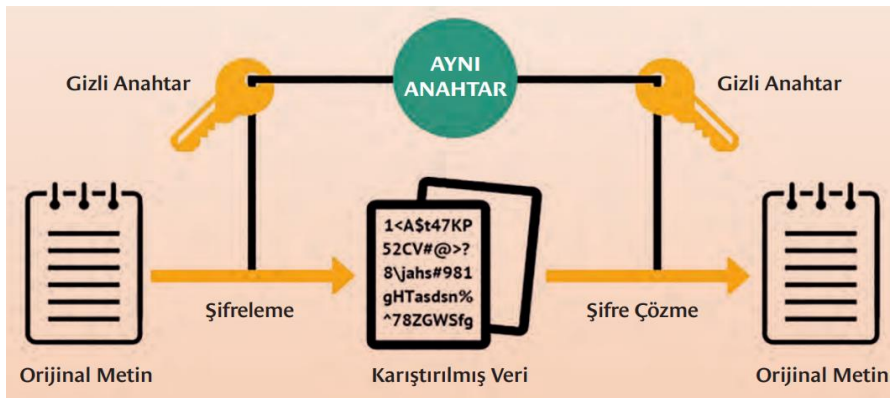 AYNI
ANAHTAR
Gizli Anahtar
Gizli Anahtar
1<A$t47KP
52CV#@>?
8\jahs#981
gHTasdsn%
^78ZGWSfg
Şifreleme
Şifre Çözme
Orijinal Metin
Karıştırılmış Veri
Orijinal Metin